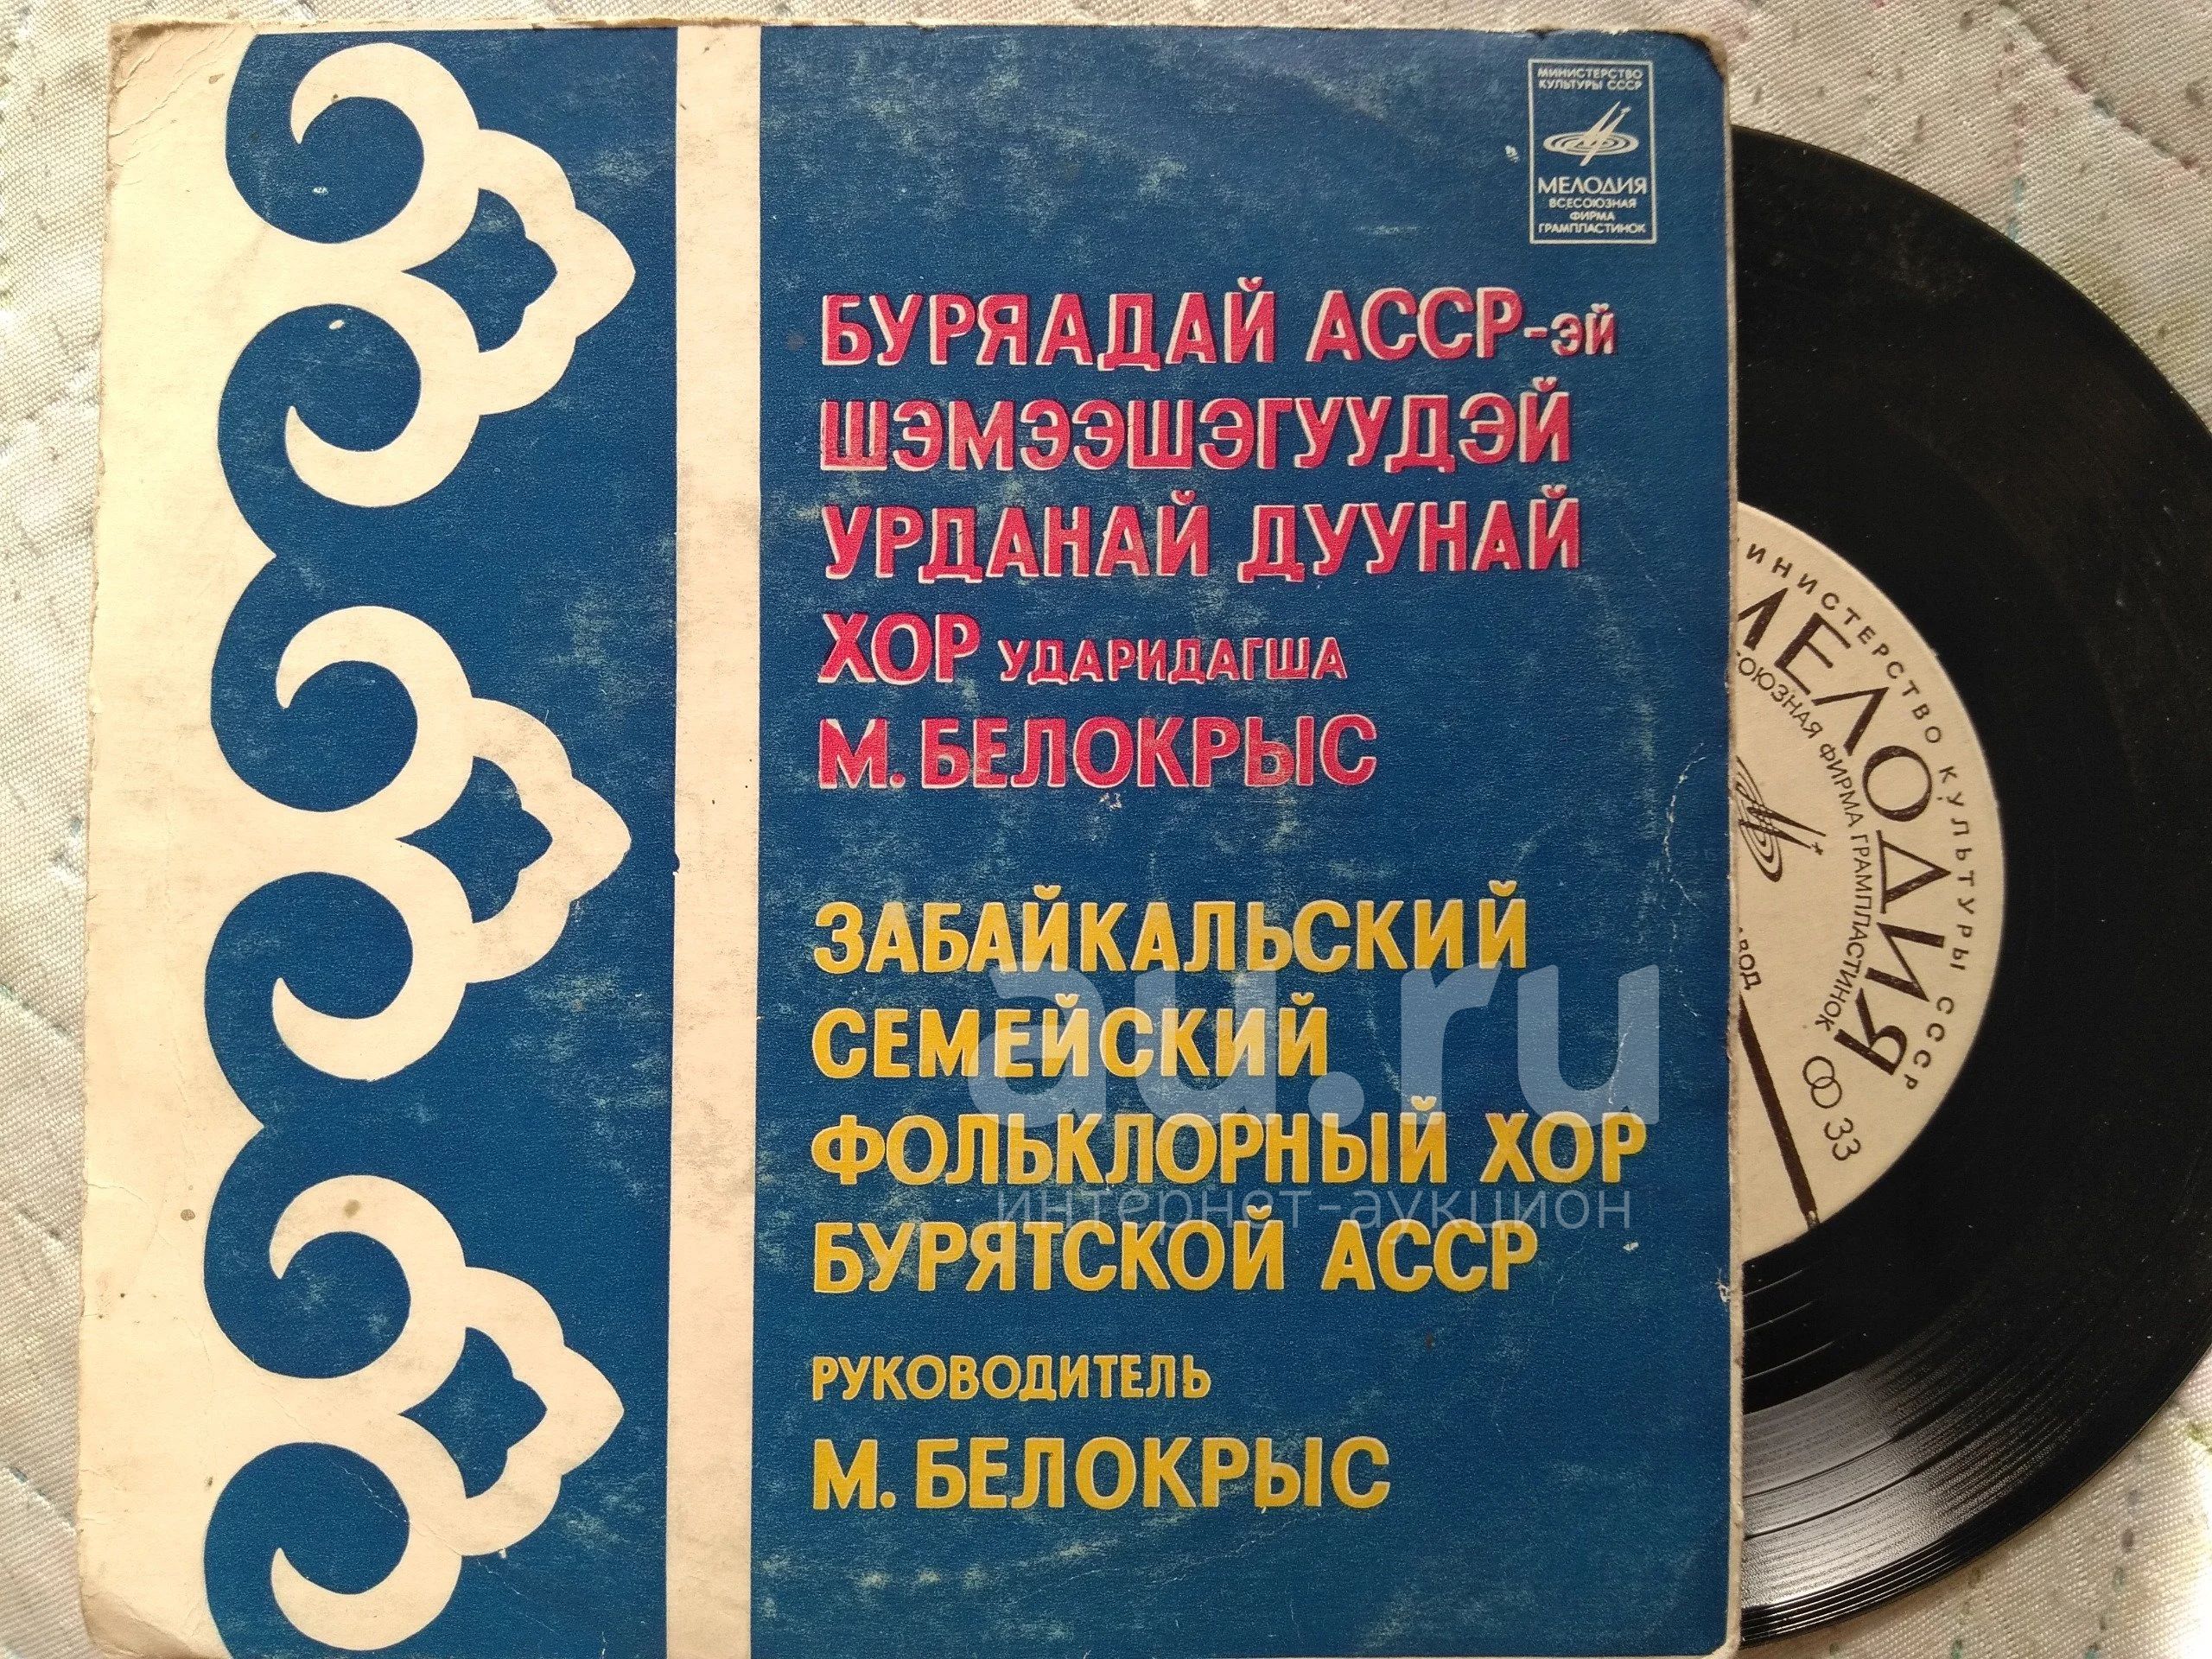 МИНИСТЕРСТВО
КУЛЬТУРЫ СССР
МЕЛОДИЯ
ВСЕСОЮЗНАЯ
ФИРМА
ГРАМПЛАСТИНОК
БУРЯАДАЙ АССР-эй
ШЭМЭЭШЭГУУДЭЙ
УРДАНАЙ ДУУНАЙ
ХОР УДАРИДАГША
М. БЕЛОКРЫС
ЗАБАЙКАЛЬСКИЙ
СЕМЕЙСКИЙ
ФОЛЬКЛОРНЫЙ ХОР
БУРЯТСКОЙ АССР
РУКОВОДИТЕЛЬ
М. БЕЛОКРЫС
au.ru
интернет-аукцион
ИНИСТЕРСТВО КУЛЬТУРЫ СССР
МЕЛОДИЯ
СОЮЗНАЯ ФИРМА ГРАМПЛАСТИНОК
33